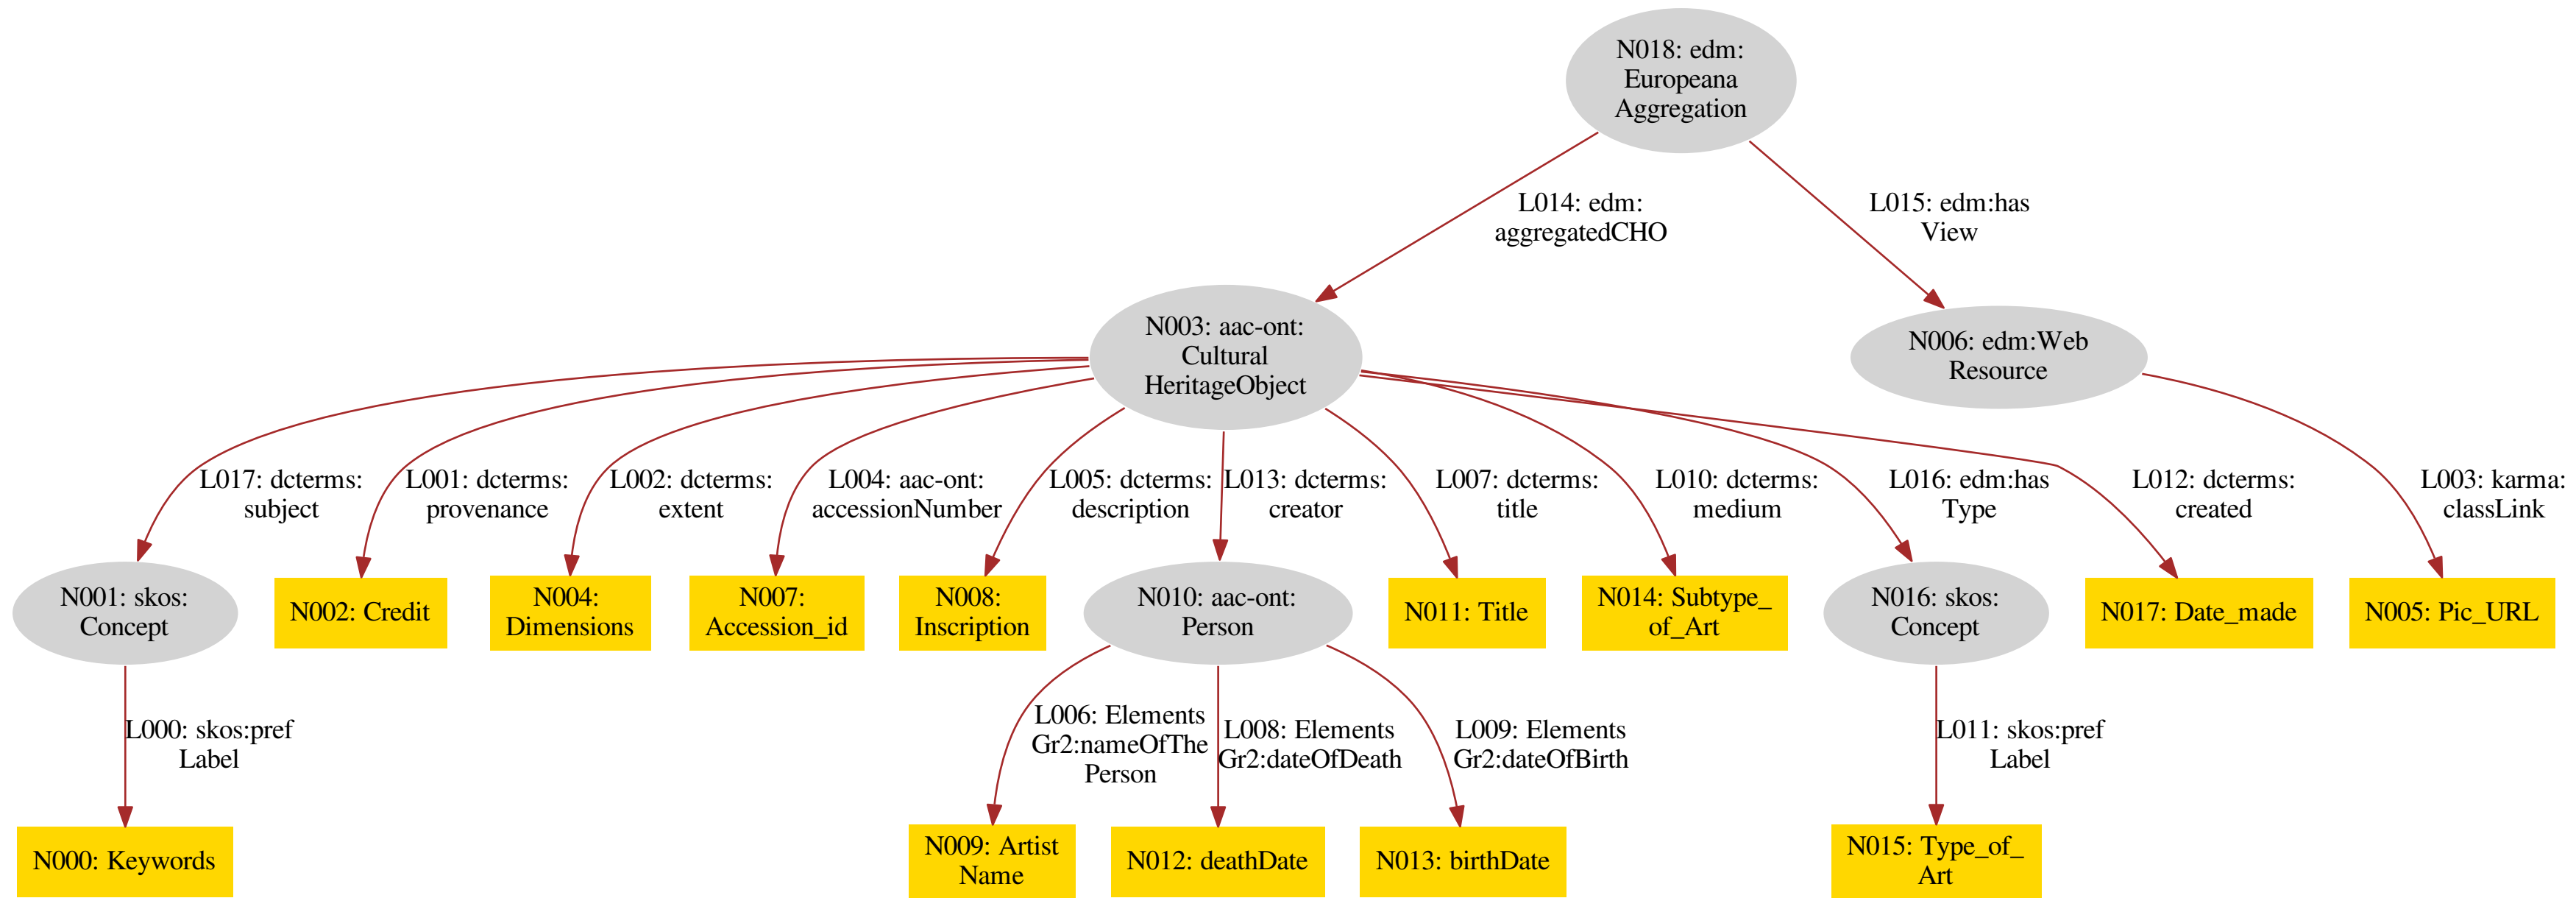 N018: edm:
Europeana
Aggregation
L014: edm:
aggregatedCHO
L015: edm:has
View
N003: aac-ont:
Cultural
HeritageObject
N006: edm:Web
Resource
L017: dcterms:
subject
L001: dcterms:
provenance
L002: dcterms:
extent
L004: aac-ont:
accessionNumber
L005: dcterms:
description
L013: dcterms:
creator
L007: dcterms:
title
L010: dcterms:
medium
L016: edm:has
Type
L012: dcterms:
created
L003: karma:
classLink
N001: skos:
Concept
N002: Credit
N004:
Dimensions
N007:
Accession_id
N008:
Inscription
N010: aac-ont:
Person
N011: Title
N014: Subtype_
of_Art
N016: skos:
Concept
N017: Date_made
N005: Pic_URL
L000: skos:pref
Label
L006: Elements
Gr2:nameOfThe
Person
L008: Elements
Gr2:dateOfDeath
L009: Elements
Gr2:dateOfBirth
L011: skos:pref
Label
N000: Keywords
N009: Artist
Name
N012: deathDate
N013: birthDate
N015: Type_of_
Art